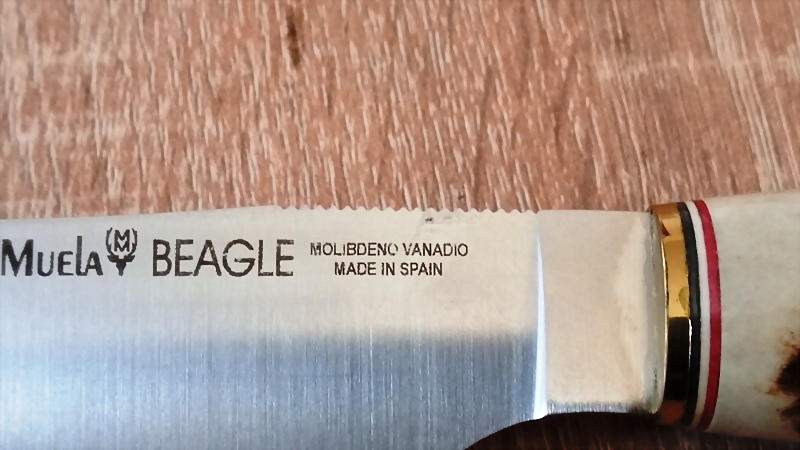 MUELA M BEAGLE
MOLIBDENO VANADIO
MADE IN SPAIN